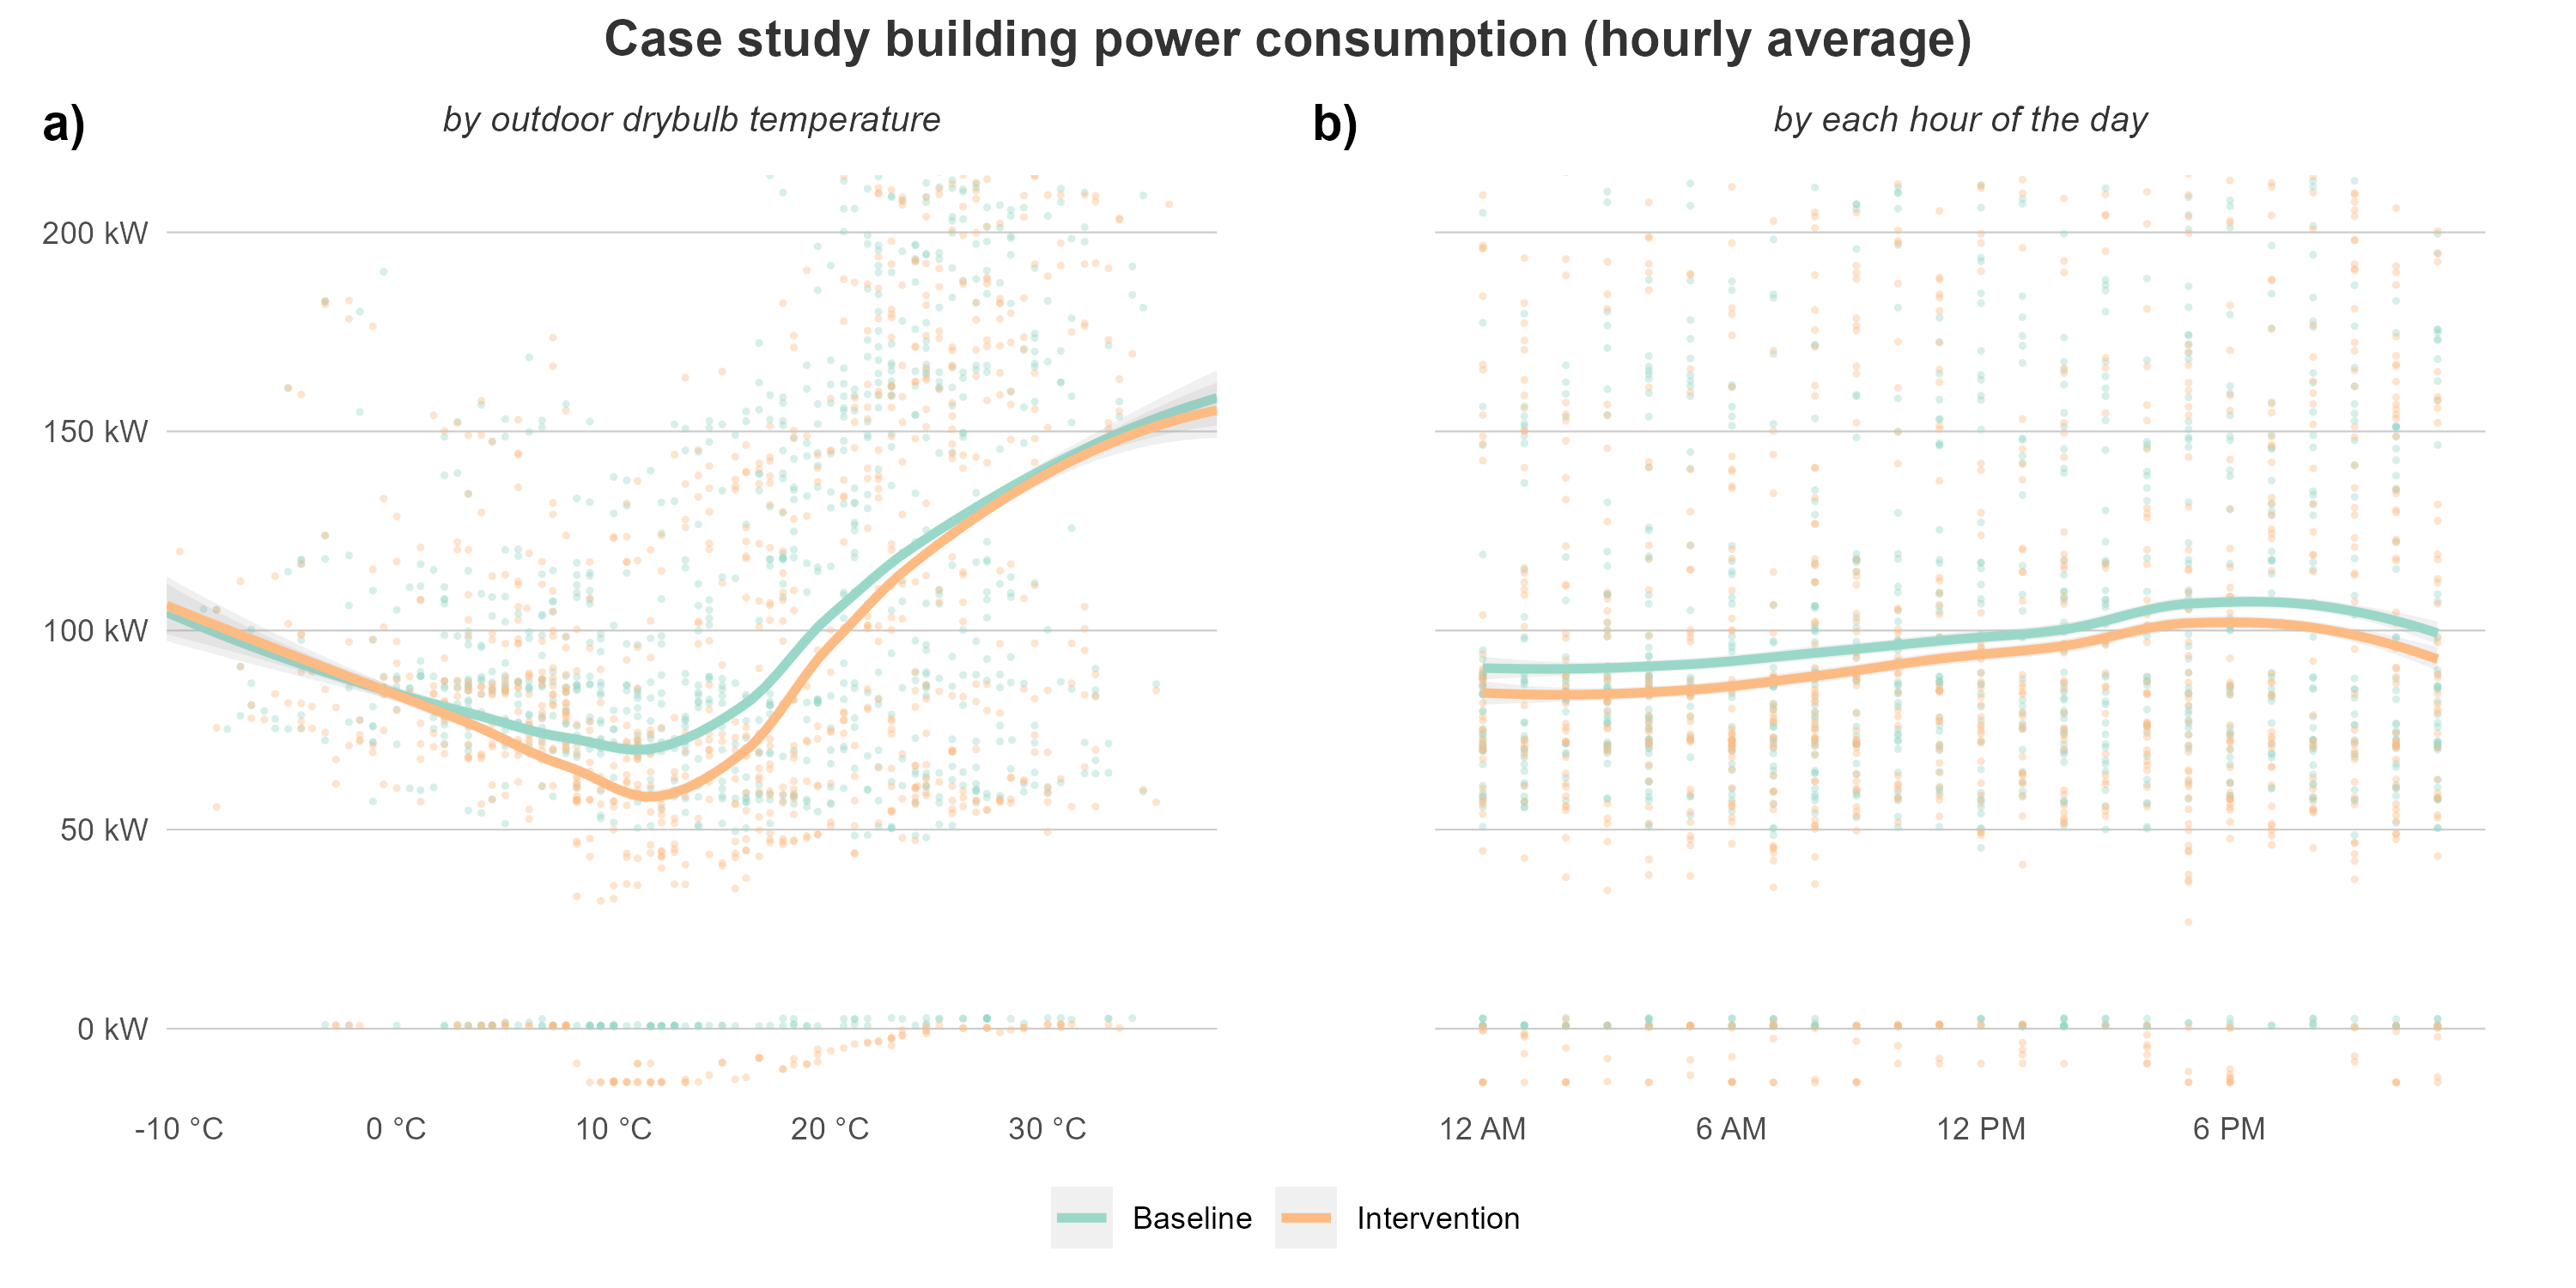 Case study building power consumption (hourly average)
a)
by outdoor drybulb temperature
b)
by each hour of the day
200 kW
150 kW
100 kW
50 kW
0 kW
-10 °C 0 °C 10 °C 20 °C 30 °C
12 AM 6 AM 12 PM 6 PM
Baseline Intervention